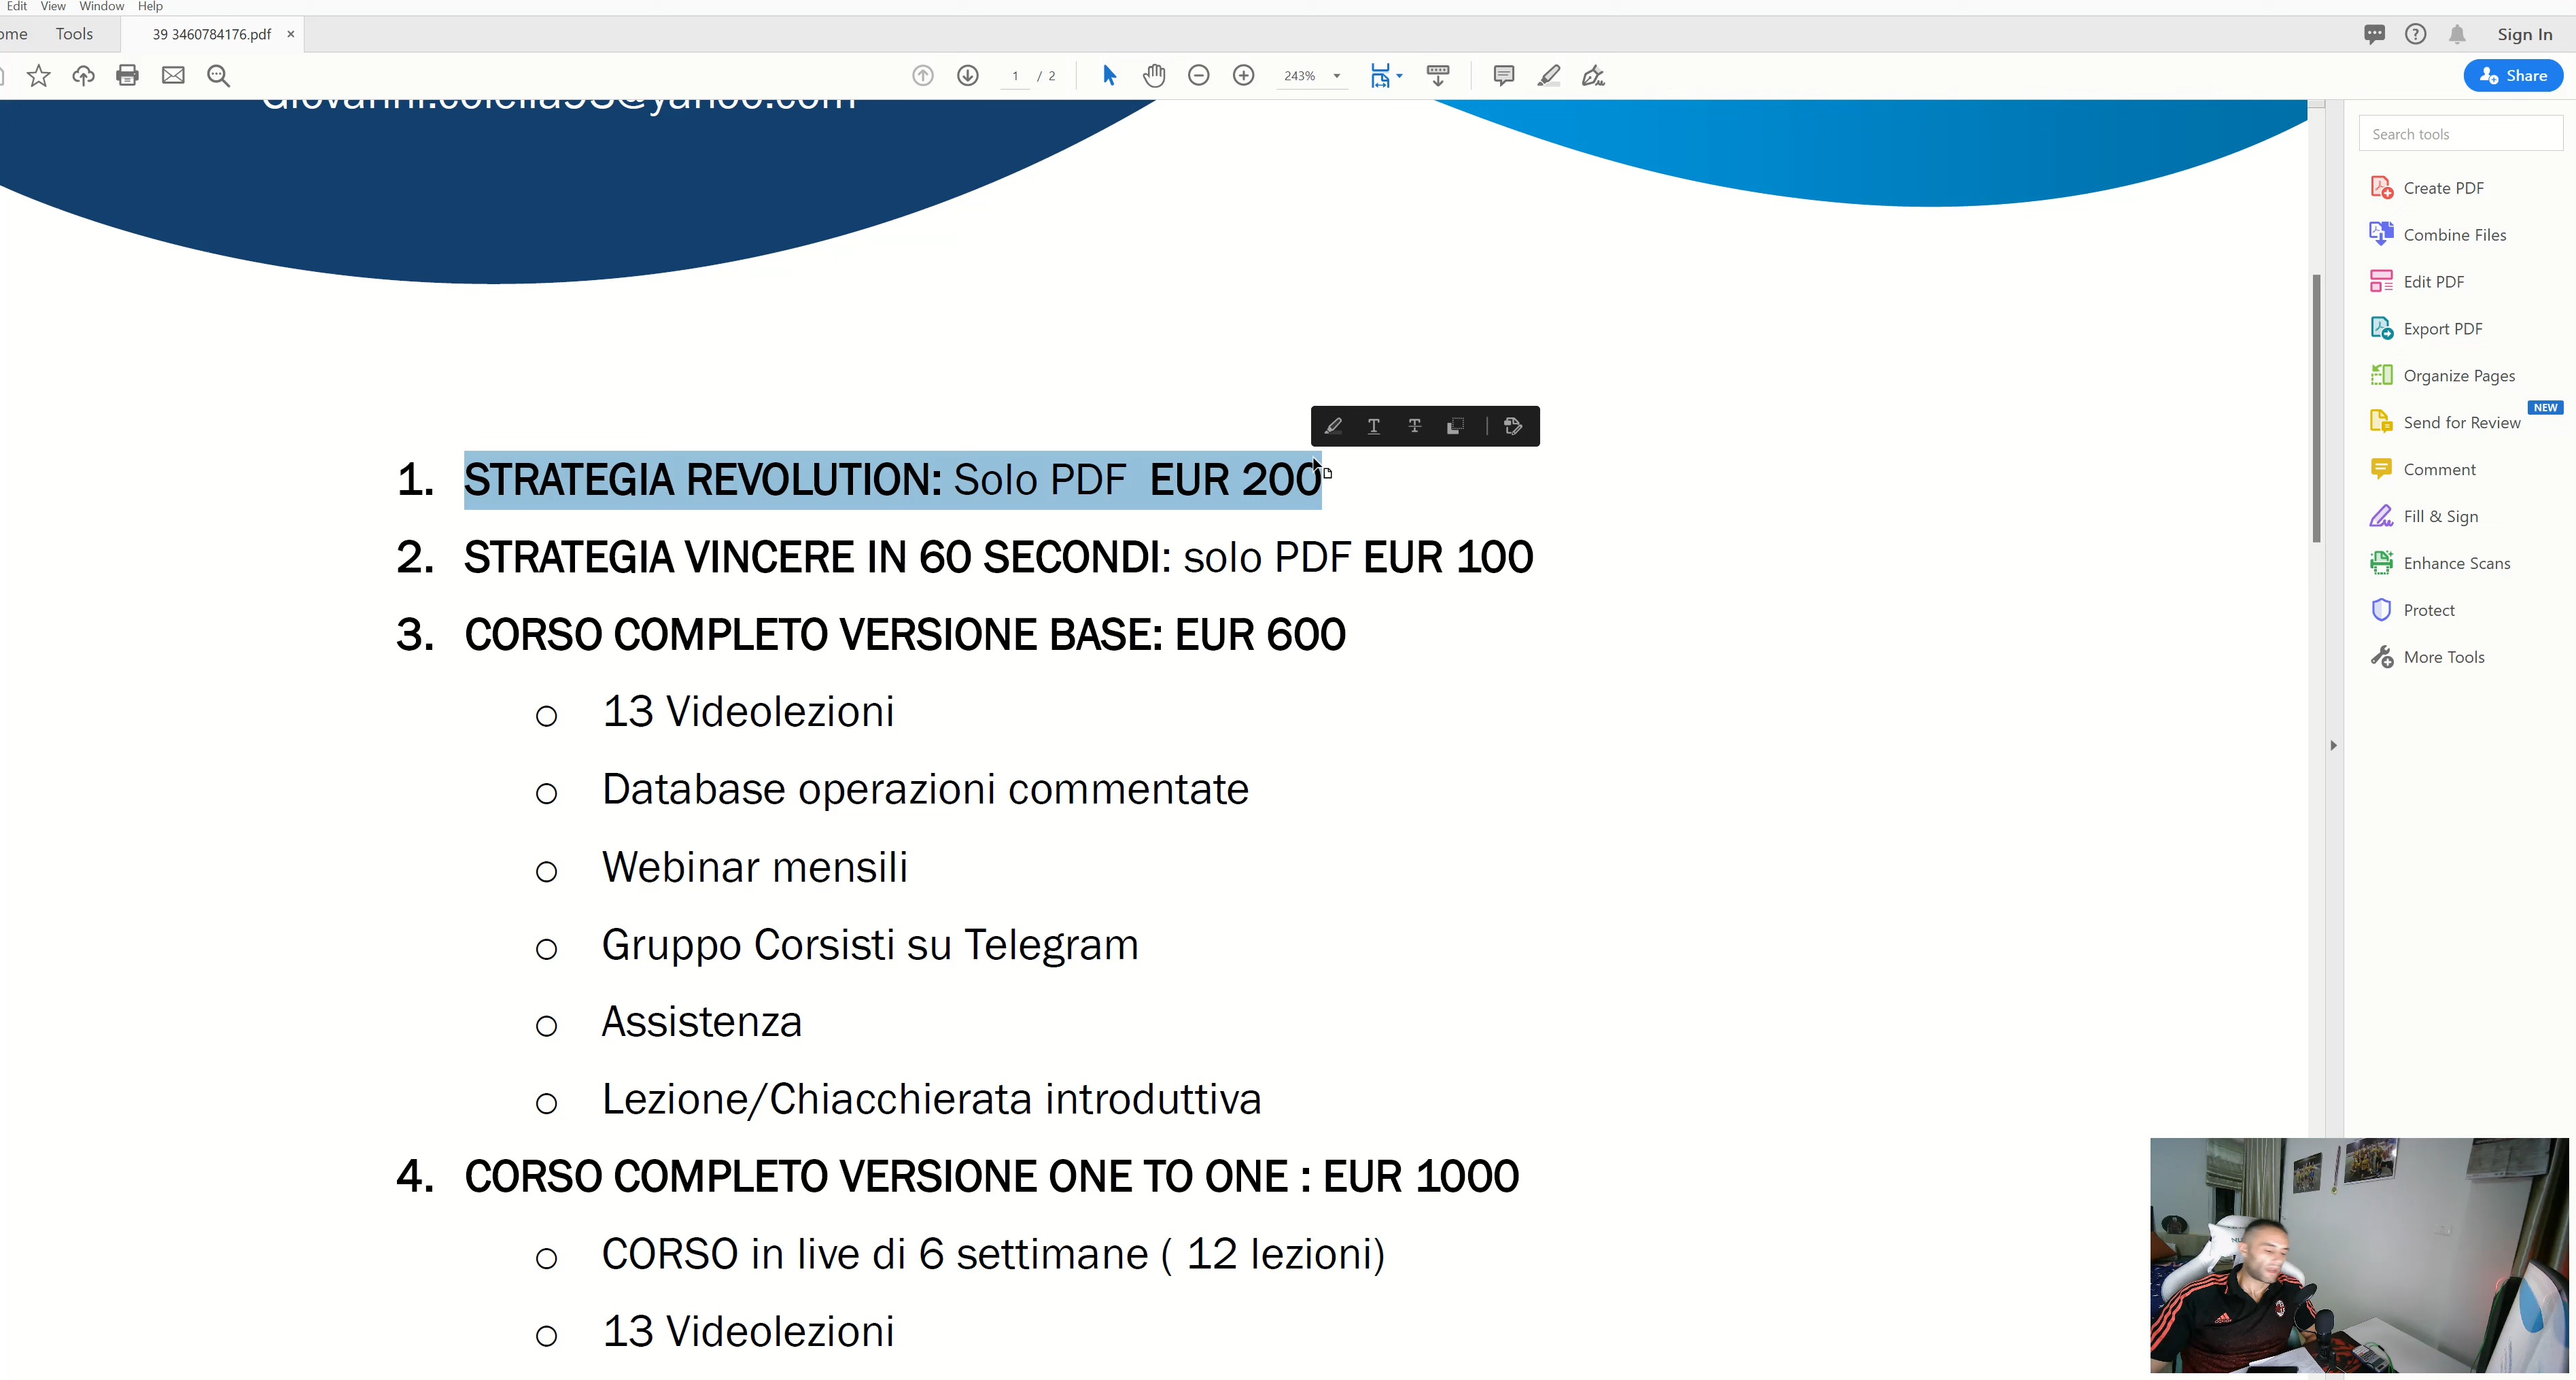 Edit View Window Help
ome Tools 39 3460784176.pdf × Sign In
1 / 2 243% Share
Search tools
Create PDF
Combine Files
Edit PDF
Export PDF
Organize Pages
NEW
Send for Review
Comment
Fill & Sign
Enhance Scans
Protect
More Tools
1. STRATEGIA REVOLUTION: Solo PDF EUR 200
2. STRATEGIA VINCERE IN 60 SECONDI: solo PDF EUR 100
3. CORSO COMPLETO VERSIONE BASE: EUR 600
o 13 Videolezioni
o Database operazioni commentate
o Webinar mensili
o Gruppo Corsisti su Telegram
o Assistenza
o Lezione/Chiacchierata introduttiva
4. CORSO COMPLETO VERSIONE ONE TO ONE : EUR 1000
o CORSO in live di 6 settimane ( 12 lezioni)
o 13 Videolezioni